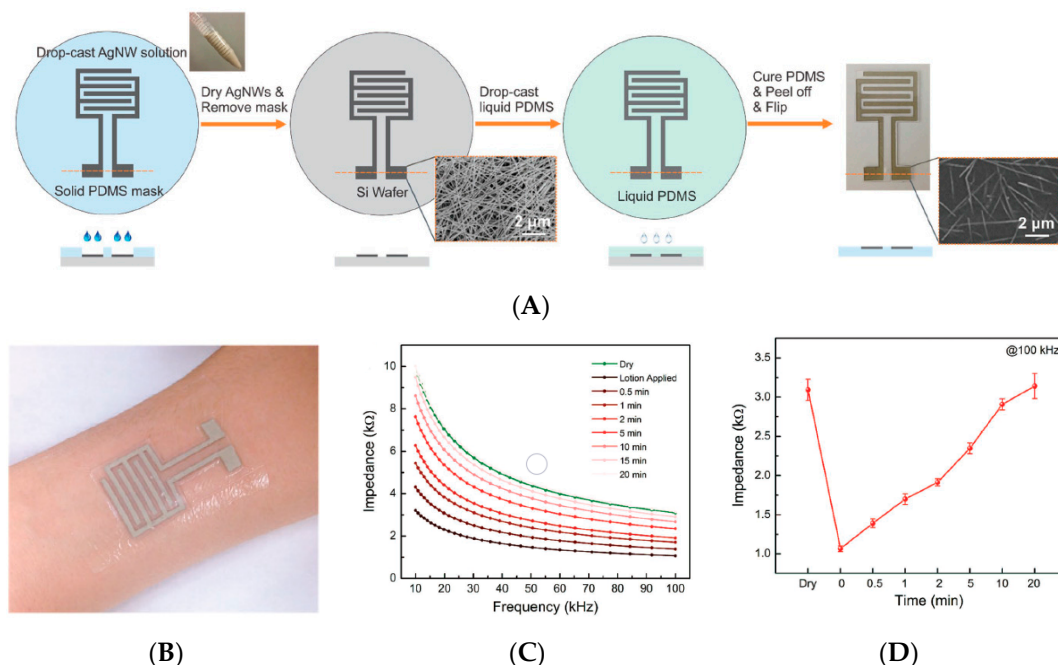 Drop-cast AgNW solution
Solid PDMS mask
Dry AgNWs &
Remove mask
Si Wafer
2 μm
Drop-cast
liquid PDMS
Liquid PDMS
Cure PDMS
& Peel off
& Flip
2 μm
(A)
Impedance (kΩ)
10
8
6
4
2
0
Dry
Lotion Applied
0.5 min
1 min
2 min
5 min
10 min
15 min
20 min
10 20 30 40 50 60 70 80 90 100
Frequency (kHz)
@100 kHz
Impedance (kΩ)
3.5
3.0
2.5
2.0
1.5
1.0
Dry 0 0.5 1 2 5 10 20
Time (min)
(B)
(C)
(D)